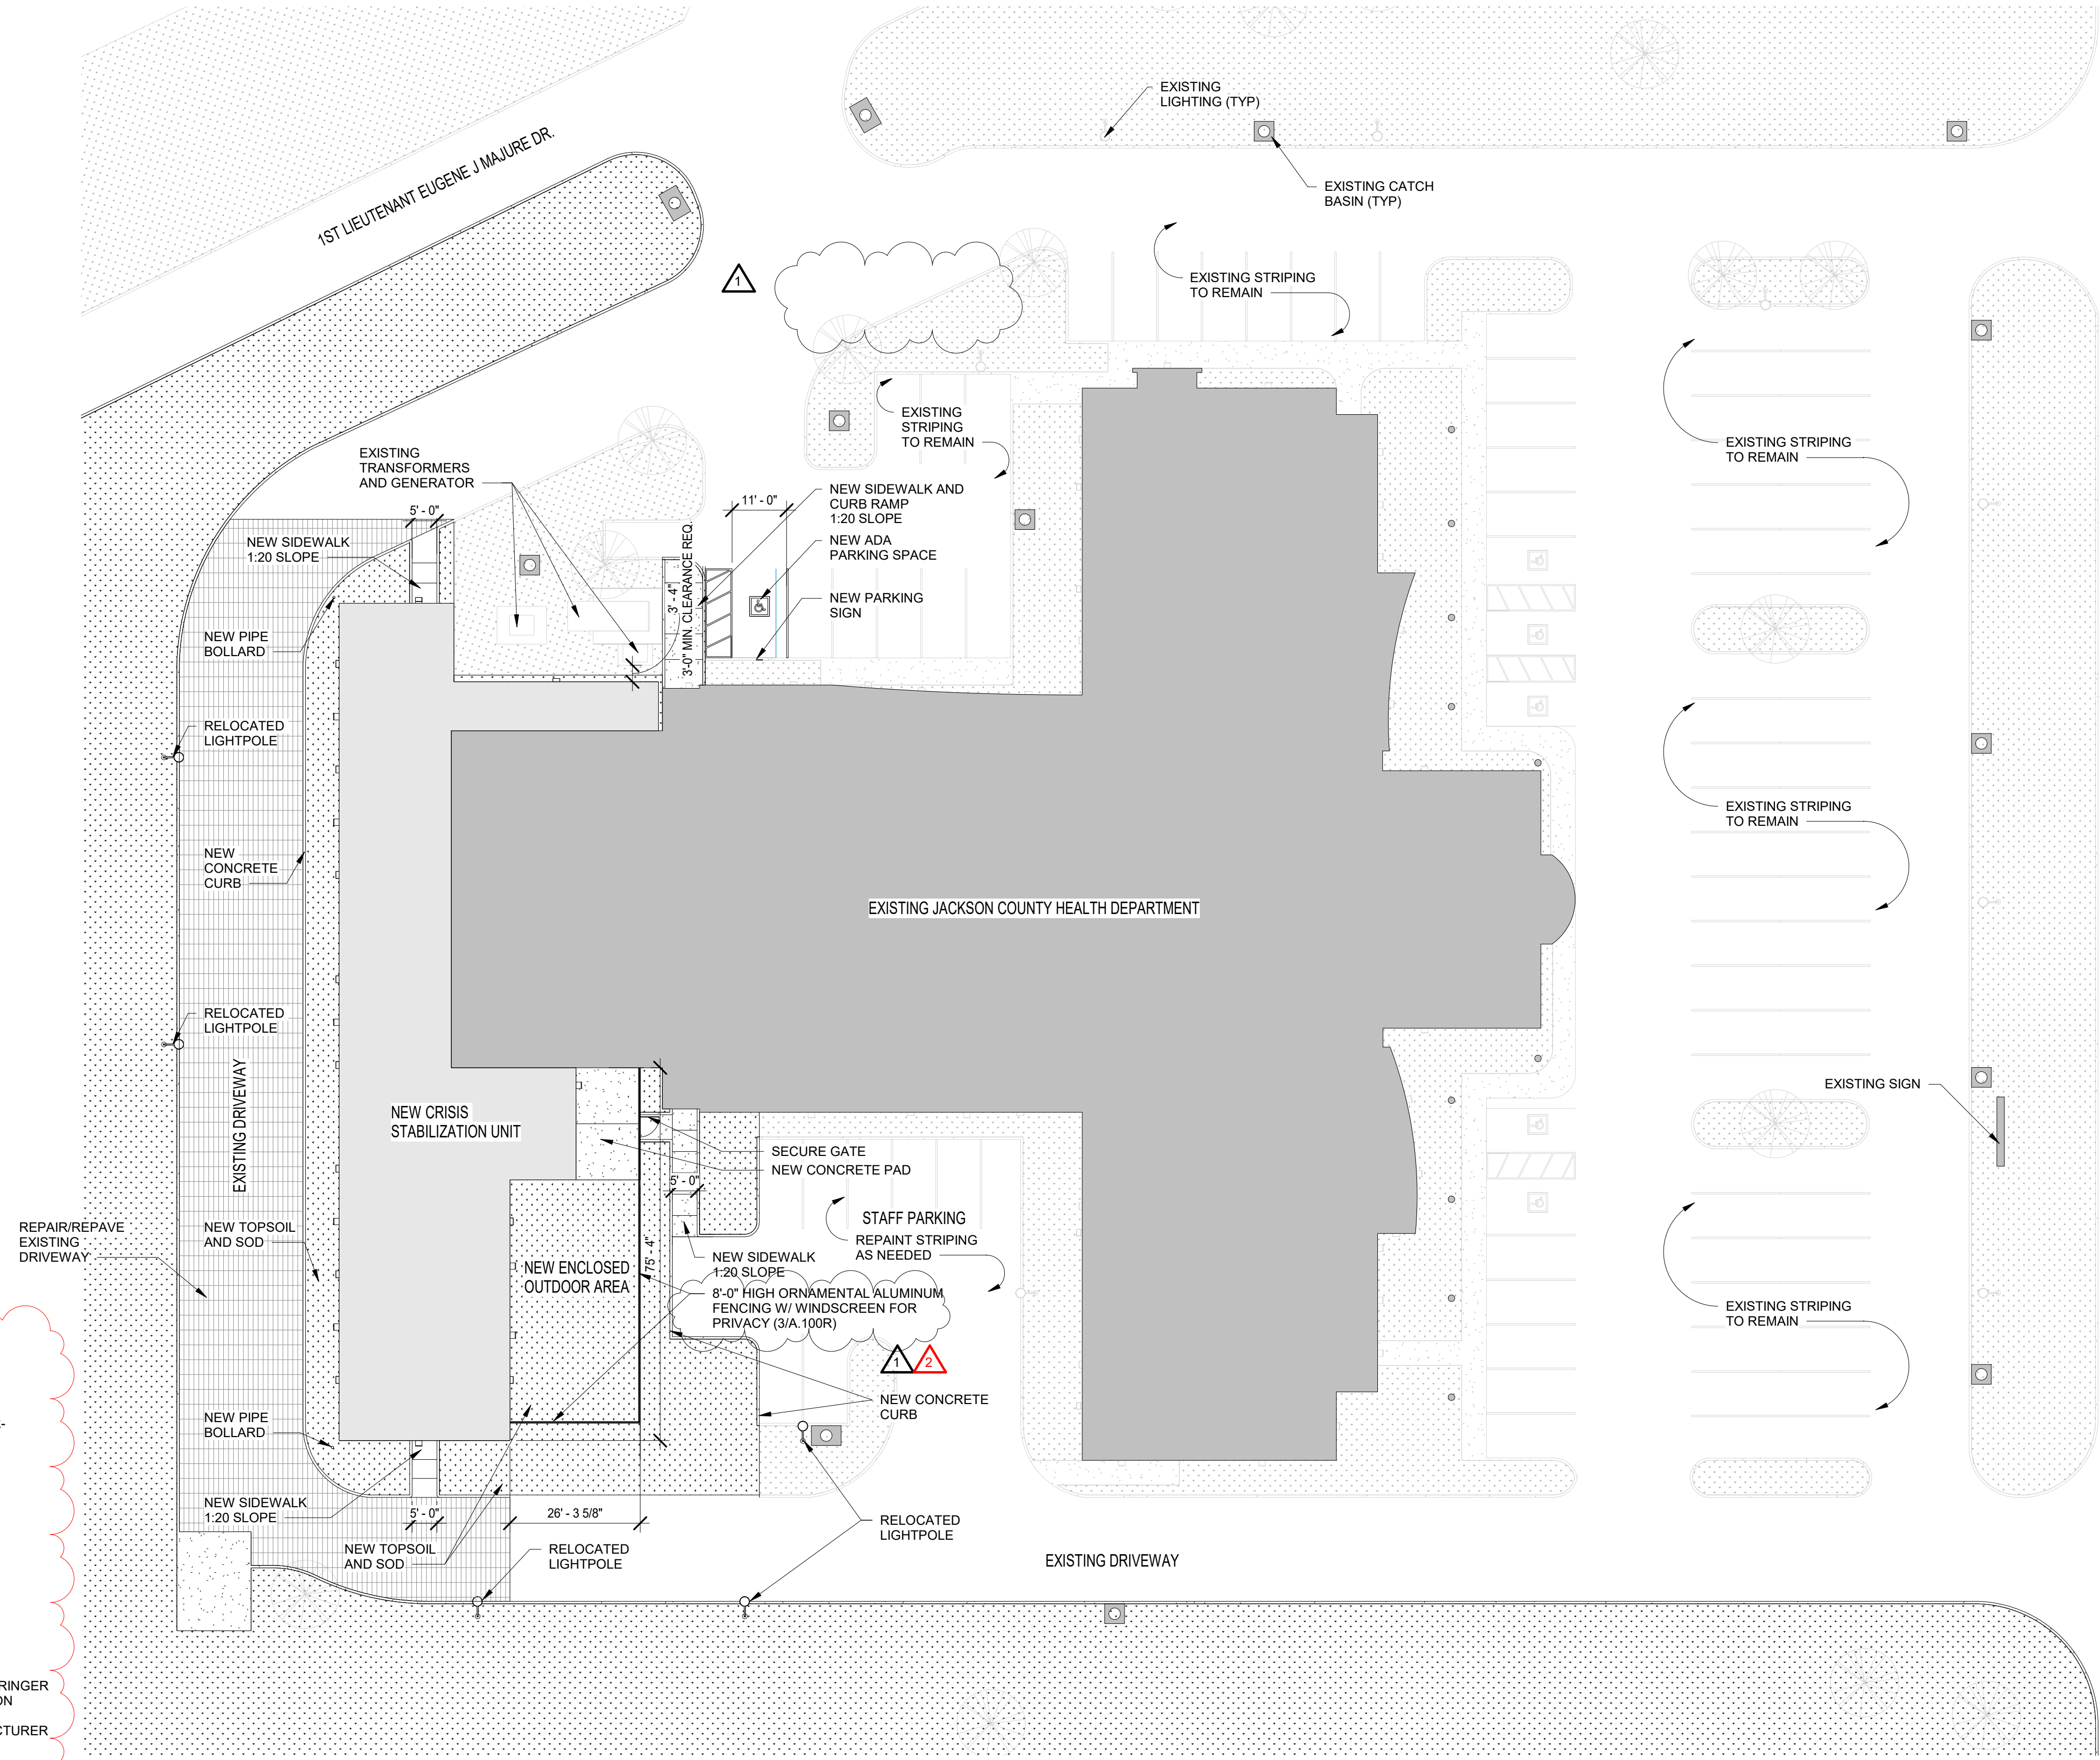 EXISTING
LIGHTING (TYP)
EXISTING CATCH
BASIN (TYP)
1ST LIEUTENANT EUGENE J MAJURE DR.
1
EXISTING STRIPING
TO REMAIN
EXISTING
STRIPING
TO REMAIN
EXISTING STRIPING
TO REMAIN
EXISTING
TRANSFORMERS
AND GENERATOR
5' - 0"
11' - 0"
NEW SIDEWALK AND
CURB RAMP
1:20 SLOPE
NEW SIDEWALK
1:20 SLOPE
NEW ADA
PARKING SPACE
3' - 4"
3'-0" MIN. CLEARANCE REQ.
NEW PARKING
SIGN
NEW PIPE
BOLLARD
RELOCATED
LIGHTPOLE
EXISTING STRIPING
TO REMAIN
NEW
CONCRETE
CURB
EXISTING JACKSON COUNTY HEALTH DEPARTMENT
RELOCATED
LIGHTPOLE
EXISTING DRIVEWAY
EXISTING SIGN
NEW CRISIS
STABILIZATION UNIT
SECURE GATE
NEW CONCRETE PAD
5' - 0"
REPAIR/REPAVE
EXISTING
DRIVEWAY
NEW TOPSOIL
AND SOD
STAFF PARKING
REPAINT STRIPING
AS NEEDED
75' - 4"
NEW SIDEWALK
1:20 SLOPE
NEW ENCLOSED
OUTDOOR AREA
8'-0" HIGH ORNAMENTAL ALUMINUM
FENCING W/ WINDSCREEN FOR
PRIVACY (3/A.100R)
EXISTING STRIPING
TO REMAIN
1
2
NEW CONCRETE
CURB
NEW PIPE
BOLLARD
NEW SIDEWALK
1:20 SLOPE
5' - 0"
26' - 3 5/8"
RELOCATED
LIGHTPOLE
NEW TOPSOIL
AND SOD
RELOCATED
LIGHTPOLE
EXISTING DRIVEWAY
RINGER
ON
CTURER